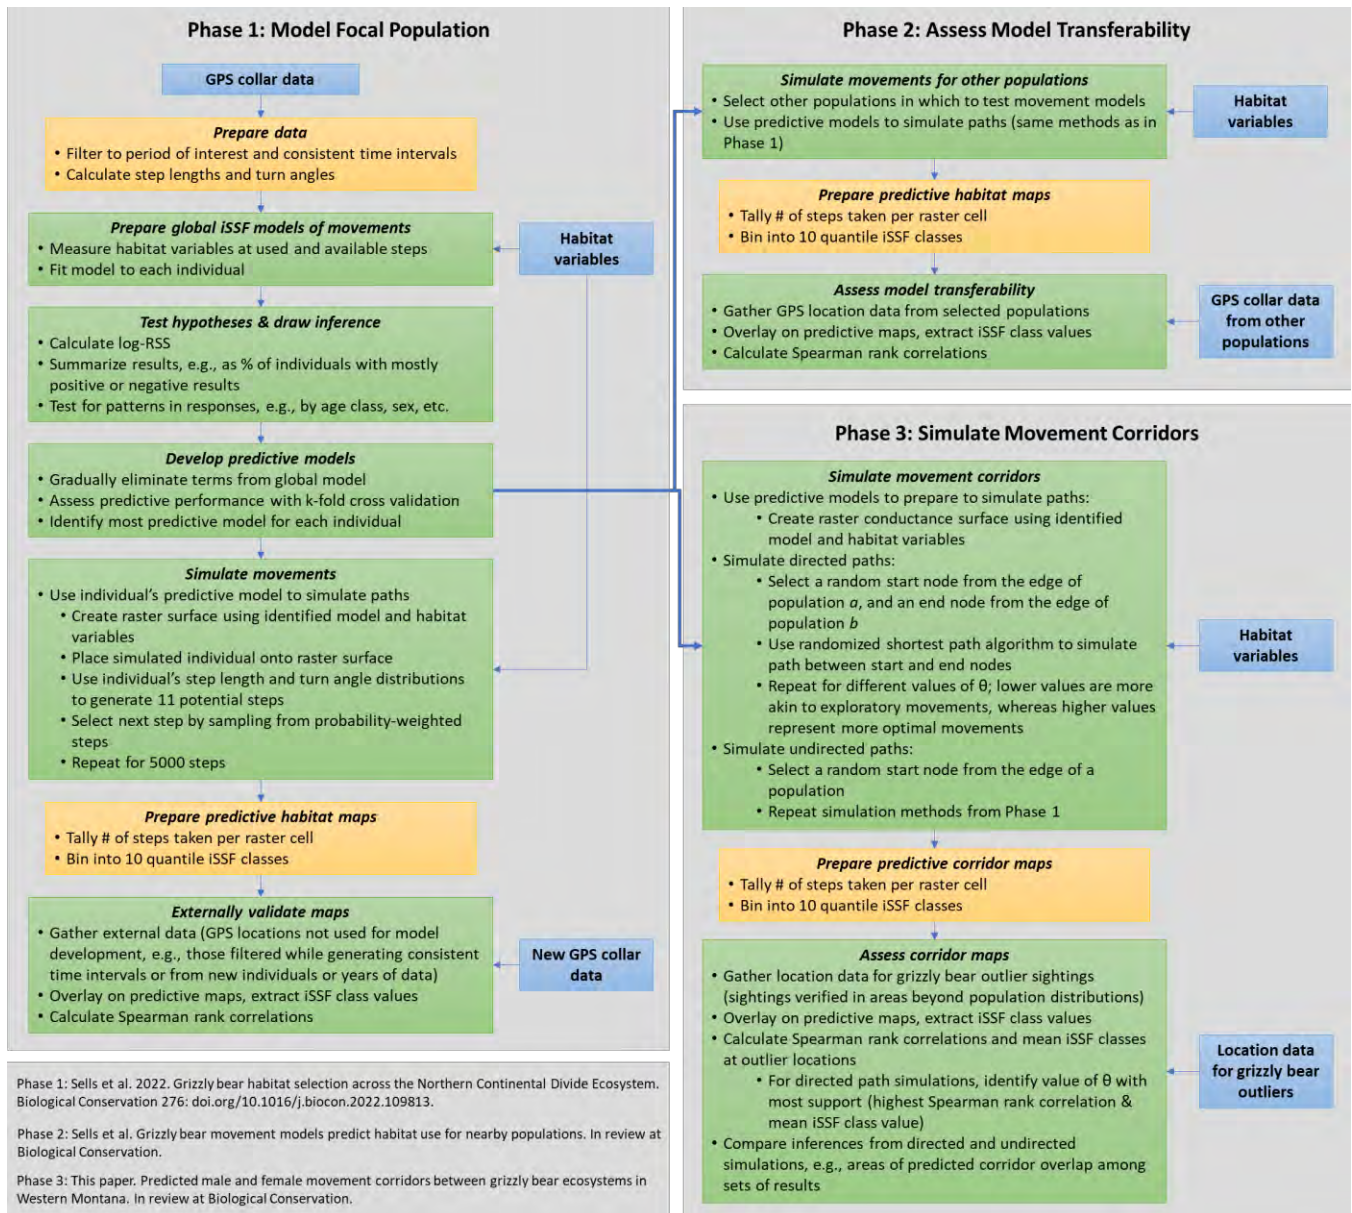 Phase 1: Model Focal Population
GPS collar data
Prepare data
• Filter to period of interest and consistent time intervals
• Calculate step lengths and turn angles
Prepare global iSSF models of movements
• Measure habitat variables at used and available steps
• Fit model to each individual
Habitat
variables
Test hypotheses & draw inference
• Calculate log-RSS
• Summarize results, e.g., as % of individuals with mostly
positive or negative results
• Test for patterns in responses, e.g., by age class, sex, etc.
Develop predictive models
• Gradually eliminate terms from global model
• Assess predictive performance with k-fold cross validation
• Identify most predictive model for each individual
Simulate movements
• Use individual's predictive model to simulate paths
• Create raster surface using identified model and habitat
variables
• Place simulated individual onto raster surface
• Use individual's step length and turn angle distributions
to generate 11 potential steps
• Select next step by sampling from probability-weighted
steps
• Repeat for 5000 steps
Prepare predictive habitat maps
• Tally # of steps taken per raster cell
• Bin into 10 quantile iSSF classes
Externally validate maps
• Gather external data (GPS locations not used for model
development, e.g., those filtered while generating consistent
time intervals or from new individuals or years of data)
• Overlay on predictive maps, extract iSSF class values
• Calculate Spearman rank correlations
New GPS collar
data
Phase 1: Sells et al. 2022. Grizzly bear habitat selection across the Northern Continental Divide Ecosystem.
Biological Conservation 276: doi.org/10.1016/j.biocon.2022.109813.
Phase 2: Sells et al. Grizzly bear movement models predict habitat use for nearby populations. In review at
Biological Conservation.
Phase 3: This paper. Predicted male and female movement corridors between grizzly bear ecosystems in
Western Montana. In review at Biological Conservation.
Phase 2: Assess Model Transferability
Simulate movements for other populations
• Select other populations in which to test movement models
• Use predictive models to simulate paths (same methods as in
Phase 1)
Habitat
variables
Prepare predictive habitat maps
• Tally # of steps taken per raster cell
• Bin into 10 quantile iSSF classes
Assess model transferability
• Gather GPS location data from selected populations
• Overlay on predictive maps, extract iSSF class values
• Calculate Spearman rank correlations
GPS collar data
from other
populations
Phase 3: Simulate Movement Corridors
Simulate movement corridors
• Use predictive models to prepare to simulate paths:
• Create raster conductance surface using identified
model and habitat variables
• Simulate directed paths:
• Select a random start node from the edge of
population a, and an end node from the edge of
population b
• Use randomized shortest path algorithm to simulate
path between start and end nodes
• Repeat for different values of θ; lower values are more
akin to exploratory movements, whereas higher values
represent more optimal movements
• Simulate undirected paths:
• Select a random start node from the edge of a
population
• Repeat simulation methods from Phase 1
Habitat
variables
Prepare predictive corridor maps
• Tally # of steps taken per raster cell
• Bin into 10 quantile iSSF classes
Assess corridor maps
• Gather location data for grizzly bear outlier sightings
(sightings verified in areas beyond population distributions)
• Overlay on predictive maps, extract iSSF class values
• Calculate Spearman rank correlations and mean iSSF classes
at outlier locations
• For directed path simulations, identify value of θ with
most support (highest Spearman rank correlation &
mean iSSF class value)
• Compare inferences from directed and undirected
simulations, e.g., areas of predicted corridor overlap among
sets of results
Location data
for grizzly bear
outliers